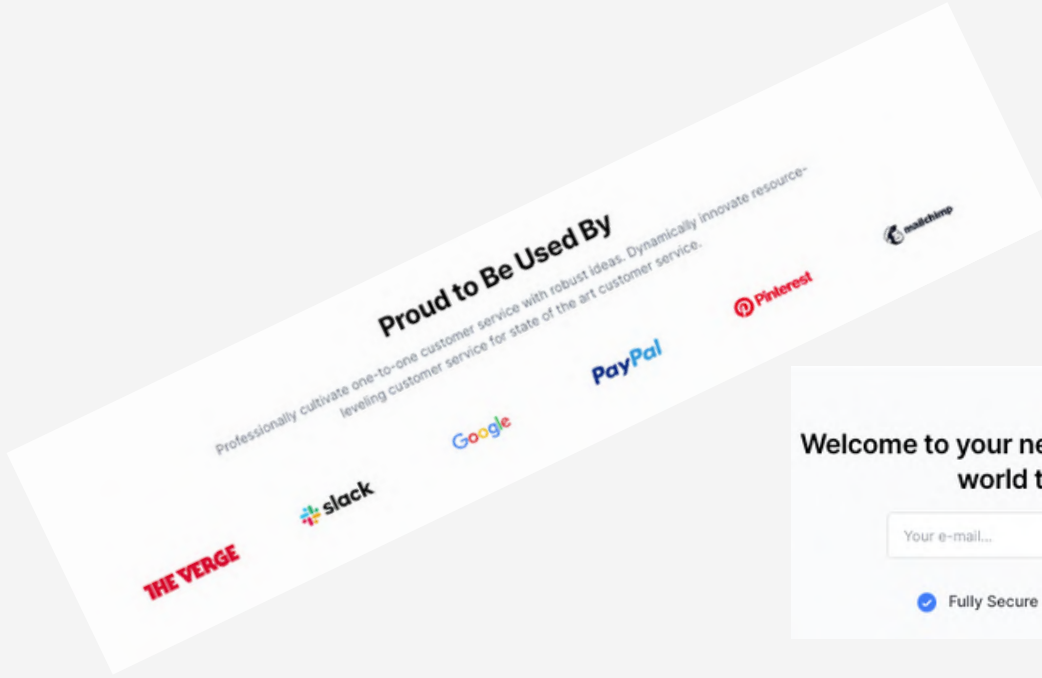 Proud to Be Used By
Professionally cultivate one-to-one customer service with robust ideas. Dynamically innovate resource-
leveling customer service for state of the art customer service.
THE VERGE
slack
Google
PayPal
Pinterest
mailchimp
Welcome to your ne
world t
Your e-mail...
Fully Secure